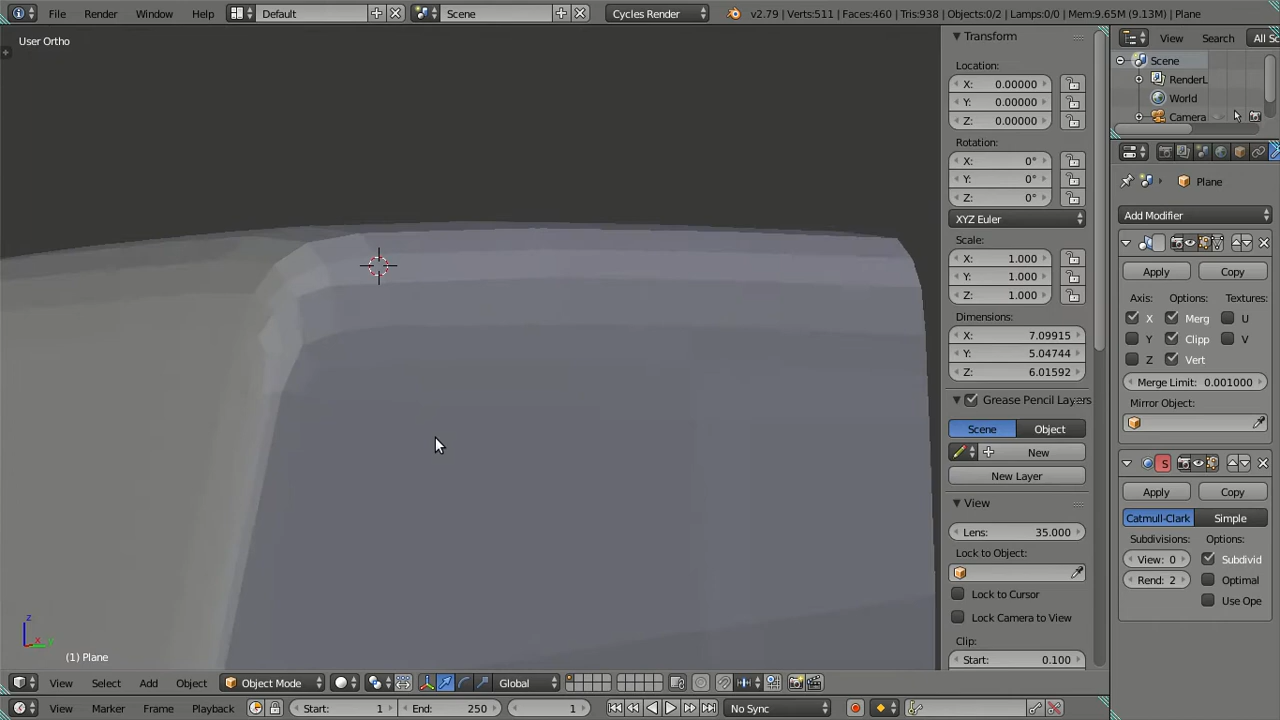 File Render Window Help Default Scene Cycles Render v2.79 | Verts:511 | Faces:460 | Tris:938 | Objects:0/2 | Lamps:0/0 | Mem:9.65M (9.13M) | Plane
User Ortho
Transform
Location:
X: 0.00000
Y: 0.00000
Z: 0.00000
Rotation:
X: 0°
Y: 0°
Z: 0°
XYZ Euler
Scale:
X: 1.000
Y: 1.000
Z: 1.000
Dimensions:
X: 7.09915
Y: 5.04744
Z: 6.01592
Grease Pencil Layers
Scene Object
New
New Layer
View
Lens: 35.000
Lock to Object:
Lock to Cursor
Lock Camera to View
Clip:
Start: 0.100
View Search All Sc
Scene
RenderL
World
Camera
Plane
Add Modifier
Apply Copy
Axis: Options: Textures:
X Merg U
Y Clipp V
Z Vert
Merge Limit: 0.001000
Mirror Object:
S
Apply Copy
Catmull-Clark Simple
Subdivisions: Options:
View: 0 Subdivid
Rend: 2 Optimal
Use Ope
z
x y
(1) Plane
View Select Add Object Object Mode Global
View Marker Frame Playback Start: 1 End: 250 1 No Sync